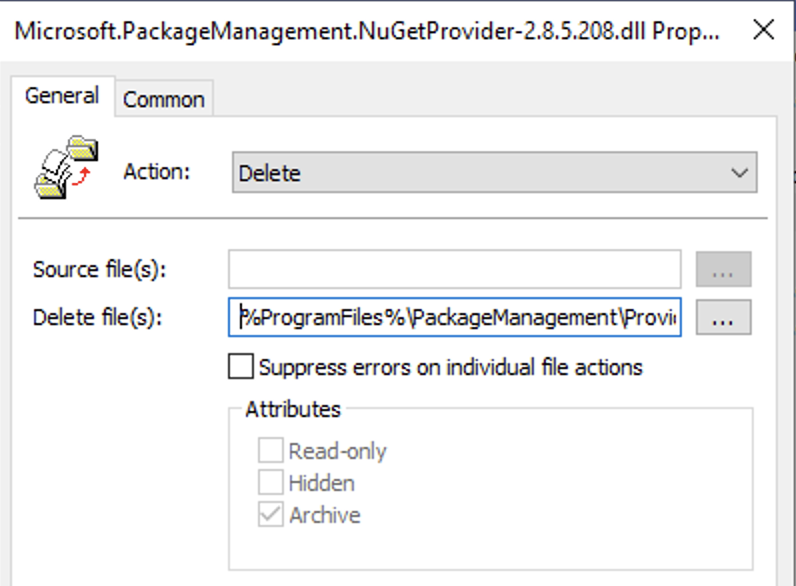 Microsoft.PackageManagement.NuGetProvider-2.8.5.208.dll Prop...
General
Common
Action:
Delete
Source file(s):
...
Delete file(s):
%ProgramFiles%\PackageManagement\Provi
...
Suppress errors on individual file actions
Attributes
Read-only
Hidden
Archive